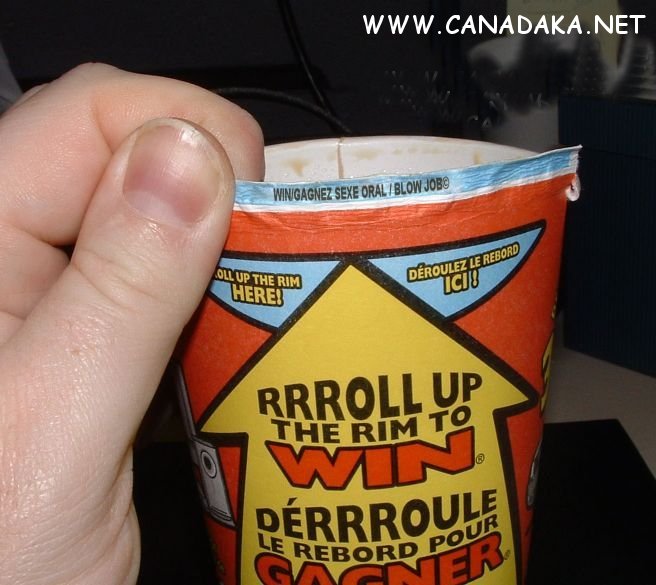 WWW.CANADAKA.NET
WIN/GAGNEZ SEXE ORAL / BLOW JOB©
OLL UP THE RIM
HERE!
DÉROULEZ LE REBORD
ICI !
RRROLL UP
THE RIM TO
WIN®
DÉRRROULE
LE REBORD POUR
GAGNER®